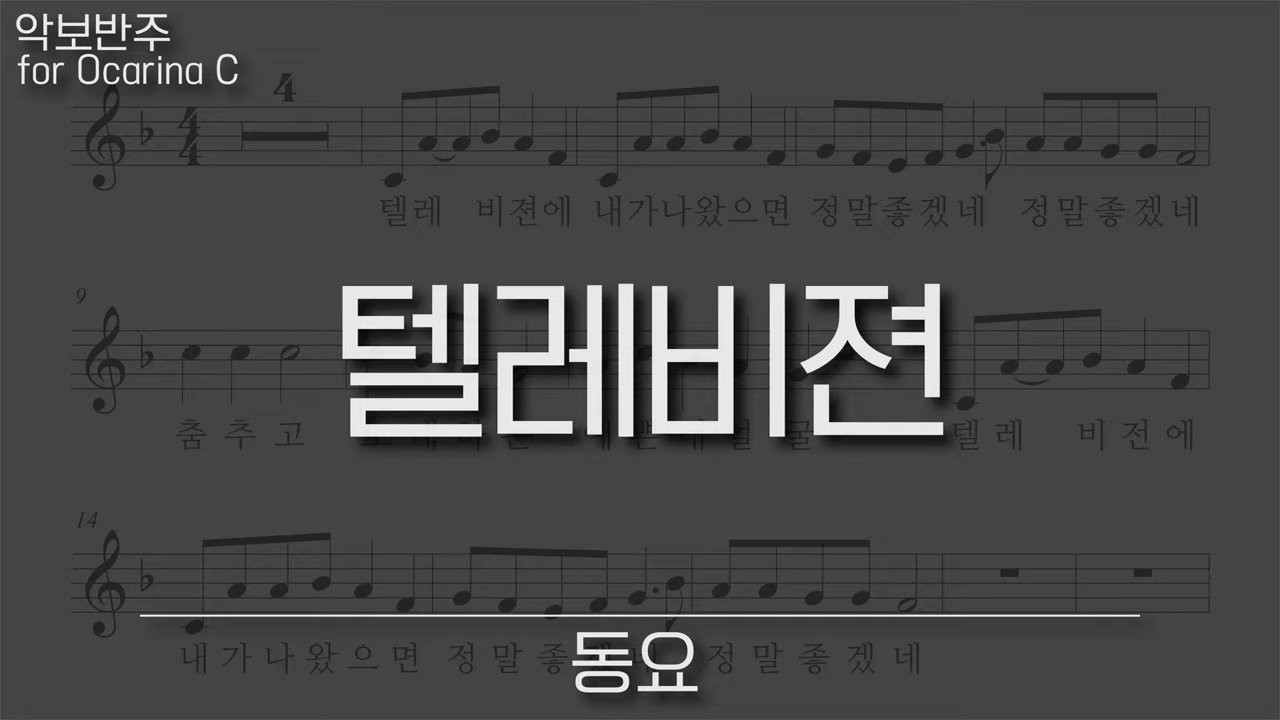 악보반주
for Ocarina C
4
4
4
텔레 비젼에 내가나왔으면 정말좋겠네 정말좋겠네
9
텔레비젼
춤추고 텔레 비전에
14
내가나왔으면 정말좋 정말좋겠네
동요